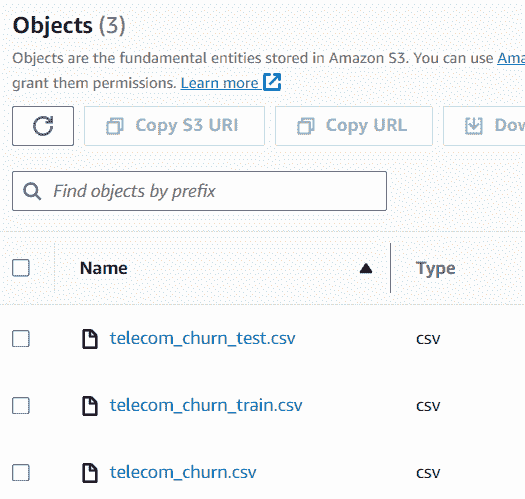 Objects (3)
Objects are the fundamental entities stored in Amazon S3. You can use Ama
grant them permissions. Learn more
Copy S3 URI Copy URL Dow
Find objects by prefix
Name Type
telecom_churn_test.csv csv
telecom_churn_train.csv csv
telecom_churn.csv csv